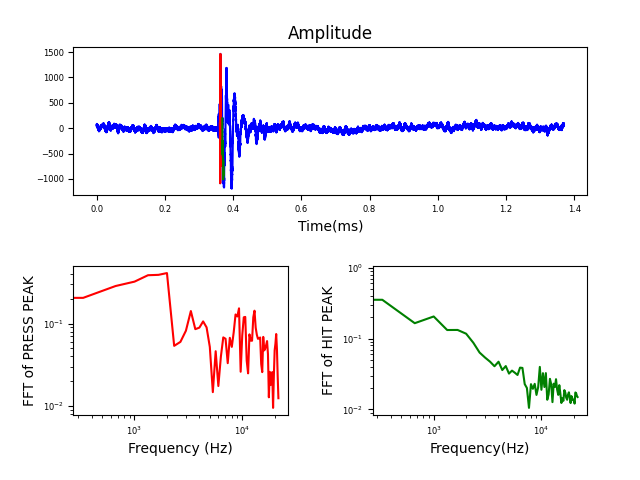 Amplitude
1500
1000
500
0
−500
−1000
0.0 0.2 0.4 0.6 0.8 1.0 1.2 1.4
Time(ms)
FFT of PRESS PEAK
10⁻¹
10⁻²
10³ 10⁴
Frequency (Hz)
FFT of HIT PEAK
10⁰
10⁻¹
10⁻²
10³ 10⁴
Frequency(Hz)